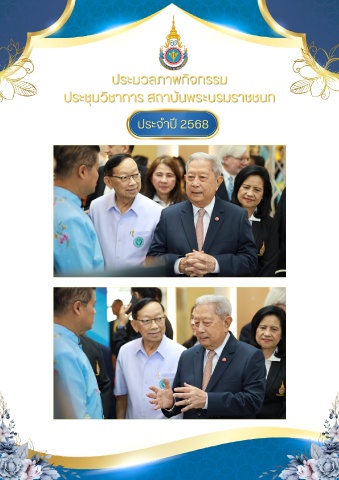 ประมวลภาพกิจกรรม
ประชุมวิชาการ สถาบันพระบรมราชชนก
ประจำปี 2568